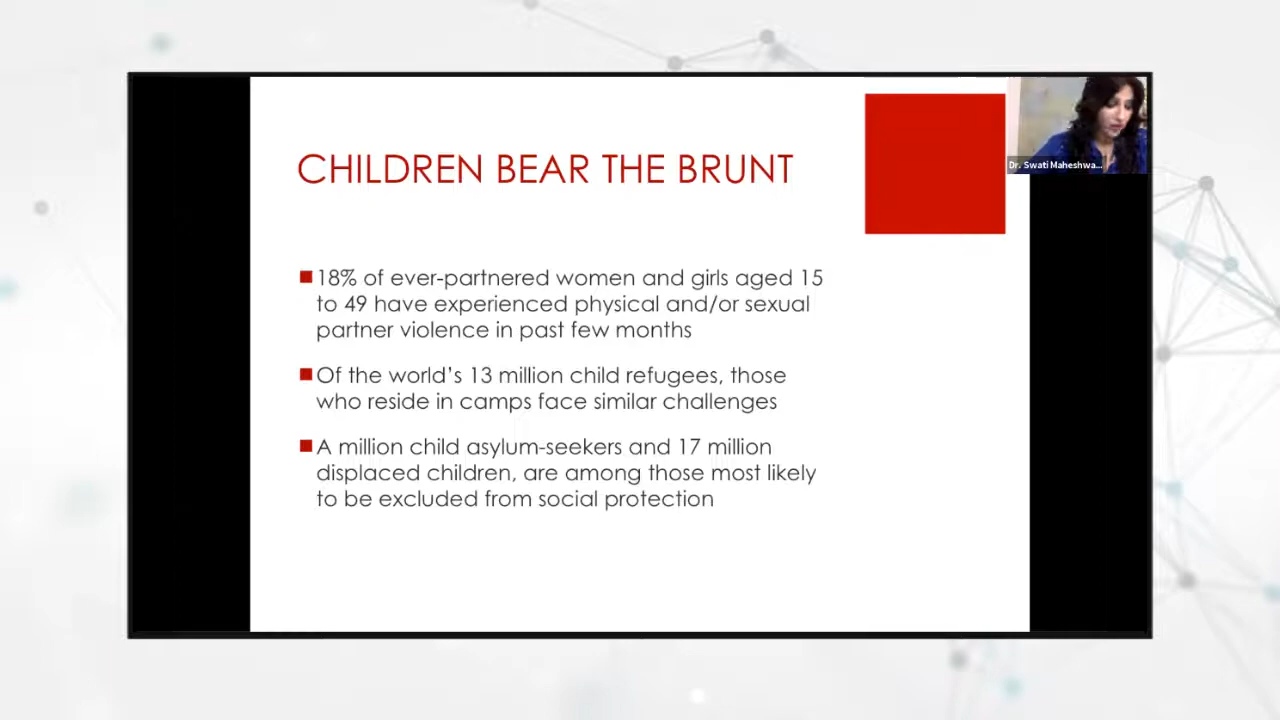 CHILDREN BEAR THE BRUNT
Dr. Swati Maheshwa...
18% of ever-partnered women and girls aged 15
to 49 have experienced physical and/or sexual
partner violence in past few months
Of the world’s 13 million child refugees, those
who reside in camps face similar challenges
A million child asylum-seekers and 17 million
displaced children, are among those most likely
to be excluded from social protection